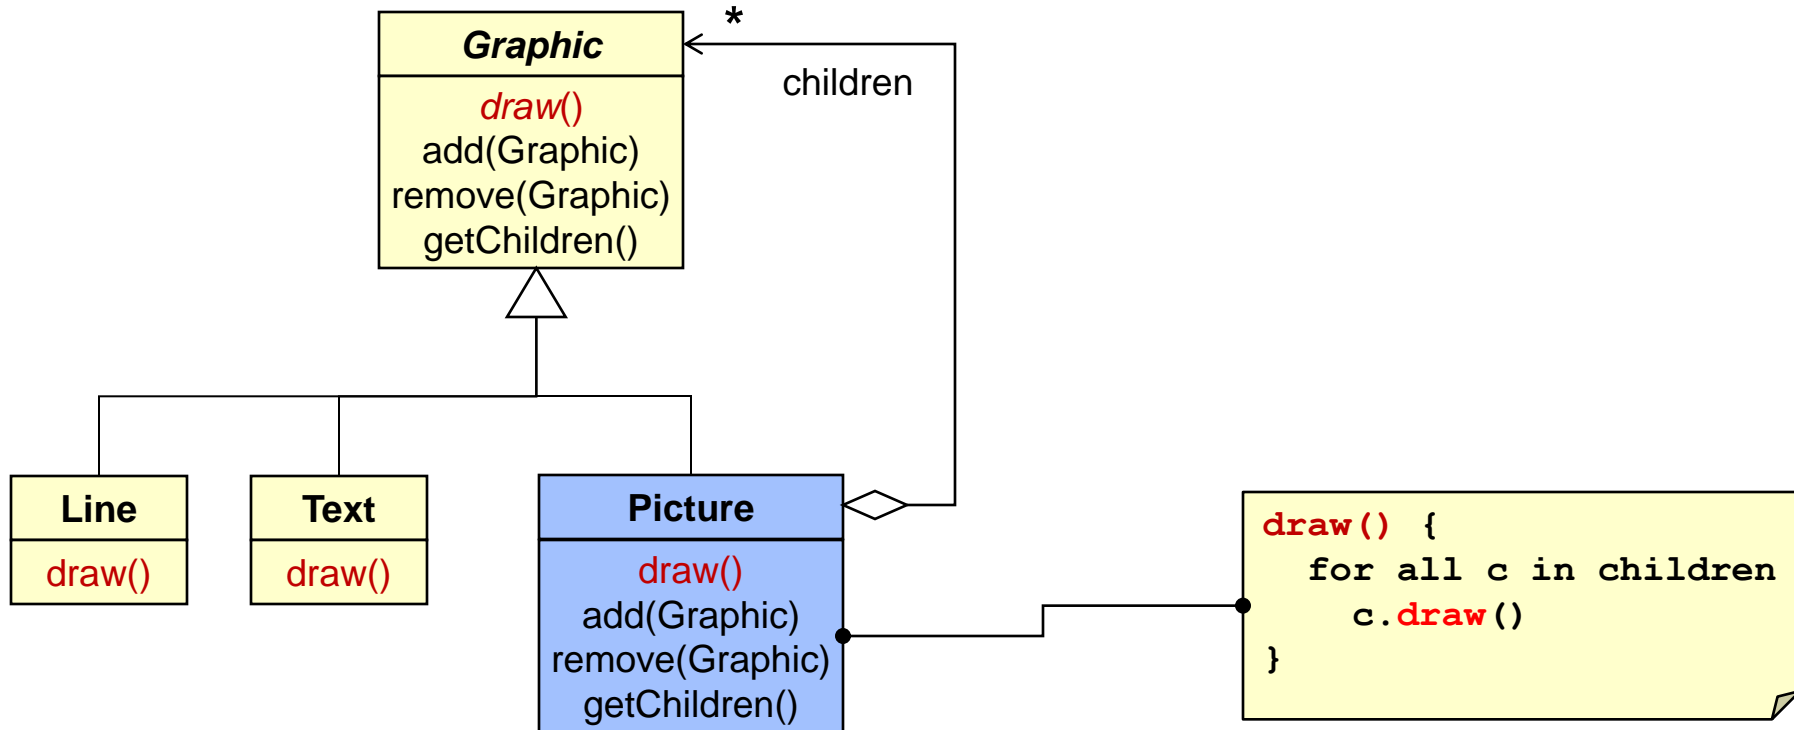 *
Graphic
children
draw()
add(Graphic)
remove(Graphic)
getChildren()
Line
draw()
Text
draw()
Picture
draw()
add(Graphic)
remove(Graphic)
getChildren()
draw() {
for all c in children
c.draw()
}